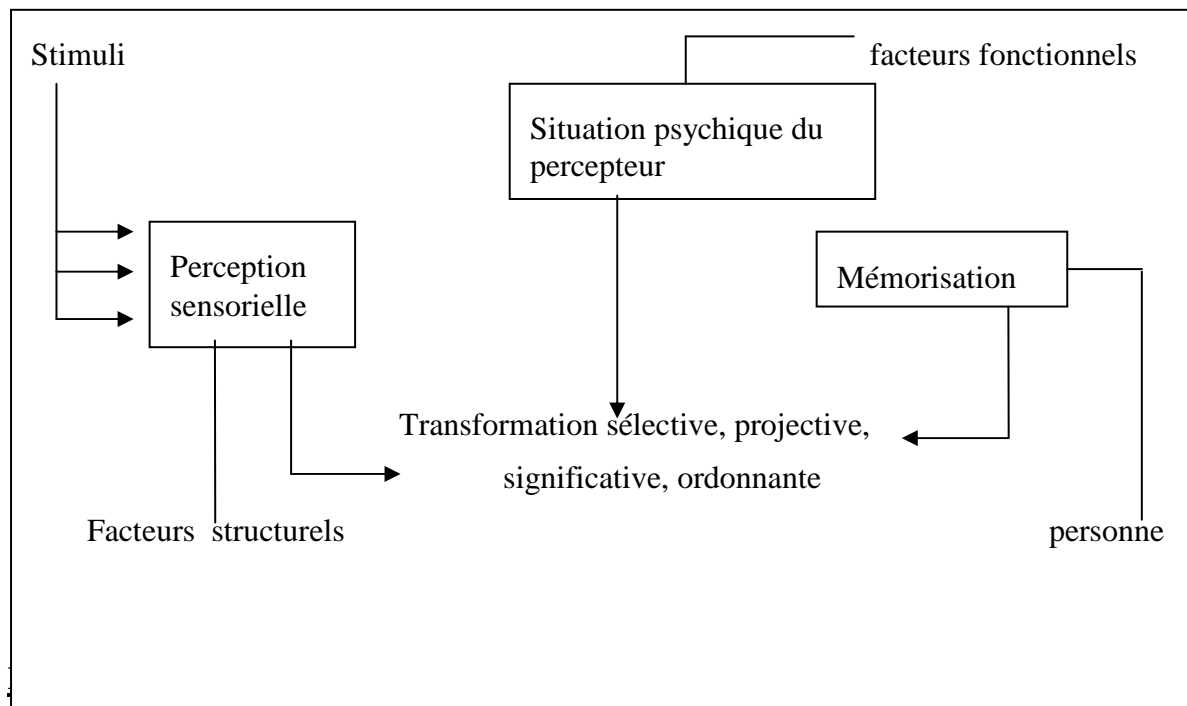 Stimuli
facteurs fonctionnels
Situation psychique du
percepteur
Perception
sensorielle
Mémorisation
Transformation sélective, projective,
significative, ordonnante
Facteurs structurels
personne